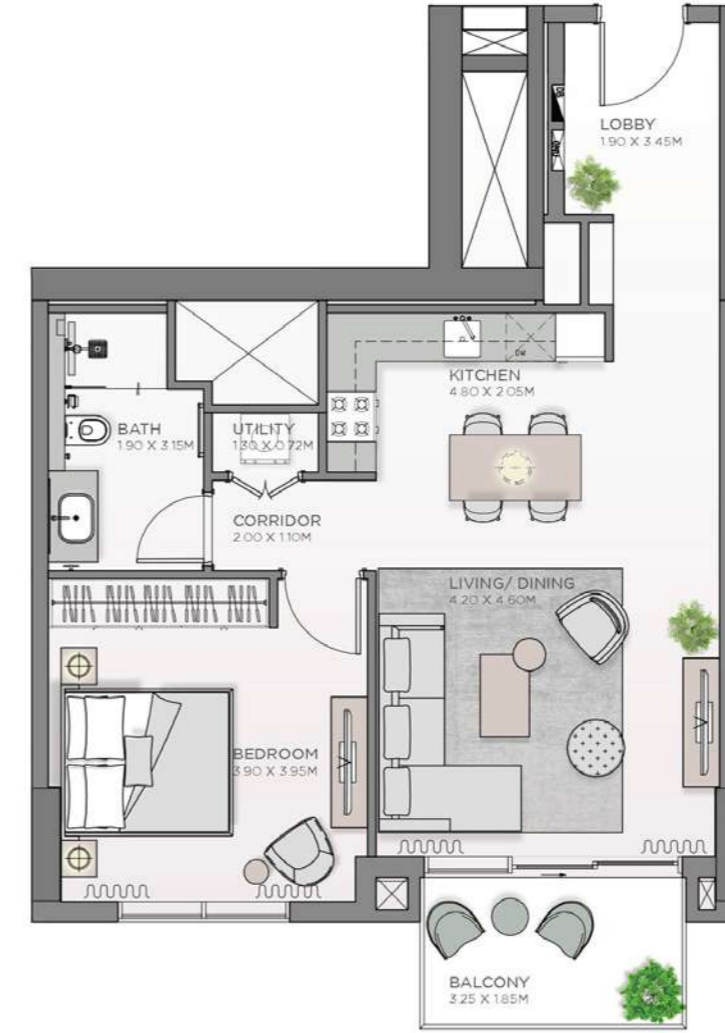 LOBBY
1.90 X 3.45M
DB
KITCHEN
4.80 X 2.05M
DW
BATH
1.90 X 3.15M
UTILITY
1.30 X 0.72M
CORRIDOR
2.00 X 1.10M
LIVING/ DINING
4.20 X 4.60M
BEDROOM
3.90 X 3.95M
BALCONY
3.25 X 1.85M